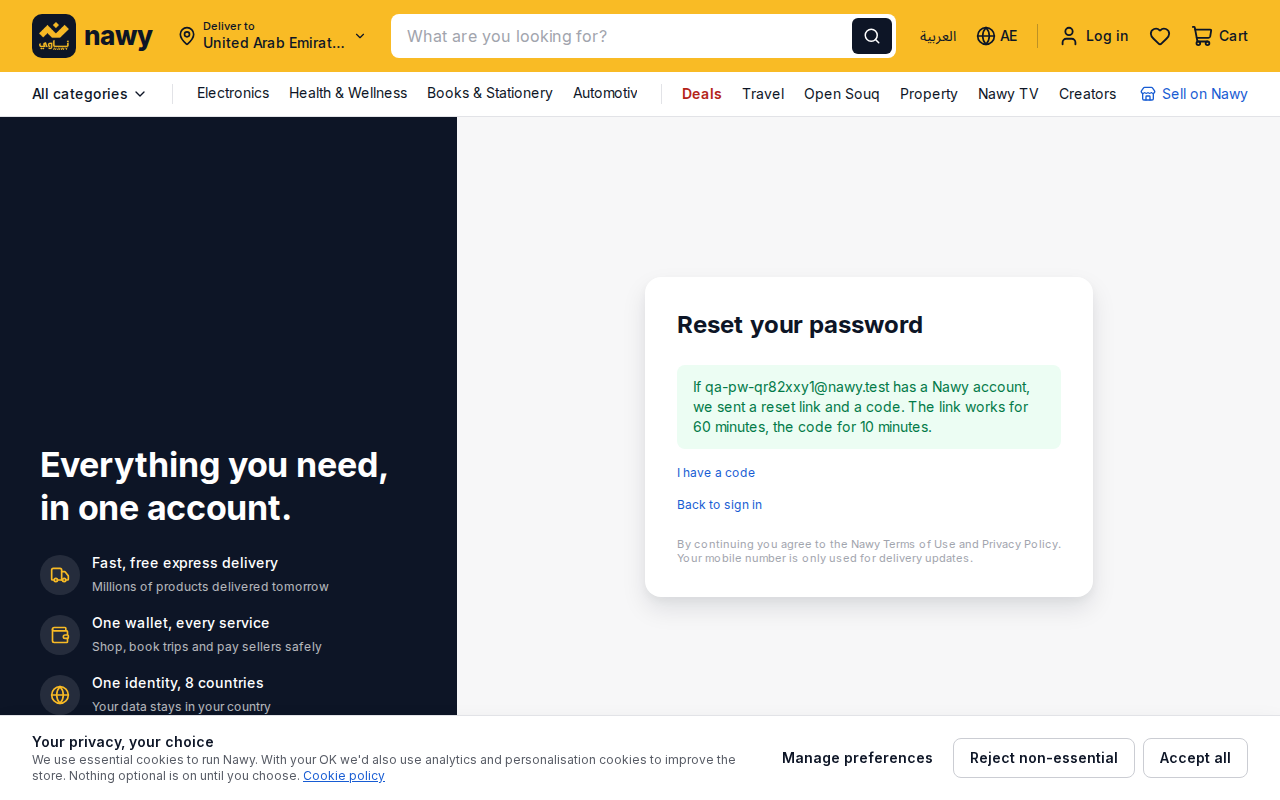 ناوي
nawy
Deliver to
United Arab Emirat...
What are you looking for?
العربية
AE
Log in
Cart
All categories
Electronics
Health & Wellness
Books & Stationery
Automotiv
Deals
Travel
Open Souq
Property
Nawy TV
Creators
Sell on Nawy
Everything you need,
in one account.
Fast, free express delivery
Millions of products delivered tomorrow
One wallet, every service
Shop, book trips and pay sellers safely
One identity, 8 countries
Your data stays in your country
Reset your password
If qa-pw-qr82xxy1@nawy.test has a Nawy account,
we sent a reset link and a code. The link works for
60 minutes, the code for 10 minutes.
I have a code
Back to sign in
By continuing you agree to the Nawy Terms of Use and Privacy Policy.
Your mobile number is only used for delivery updates.
Your privacy, your choice
We use essential cookies to run Nawy. With your OK we'd also use analytics and personalisation cookies to improve the
store. Nothing optional is on until you choose. Cookie policy
Manage preferences
Reject non-essential
Accept all